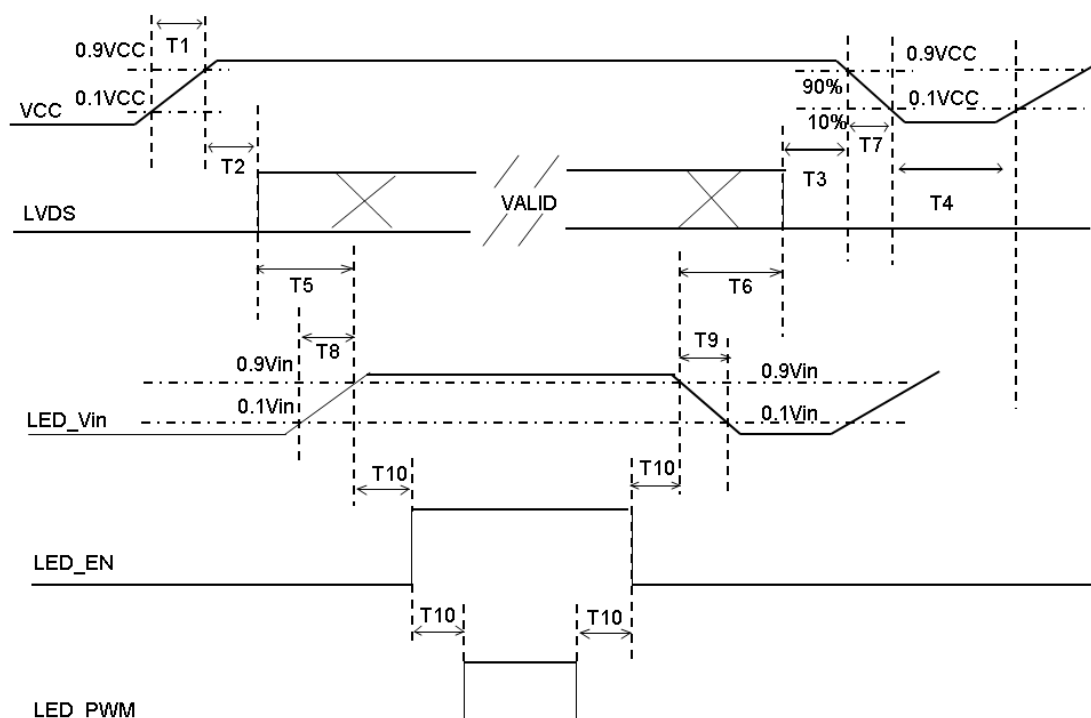 T1
0.9VCC
0.9VCC
90%
0.1VCC
0.1VCC
VCC
10%
T7
T2
T3
VALID
T4
LVDS
T5
T6
T8
T9
0.9Vin
0.9Vin
0.1Vin
0.1Vin
LED_Vin
T10
T10
LED_EN
T10
T10
LED_PWM